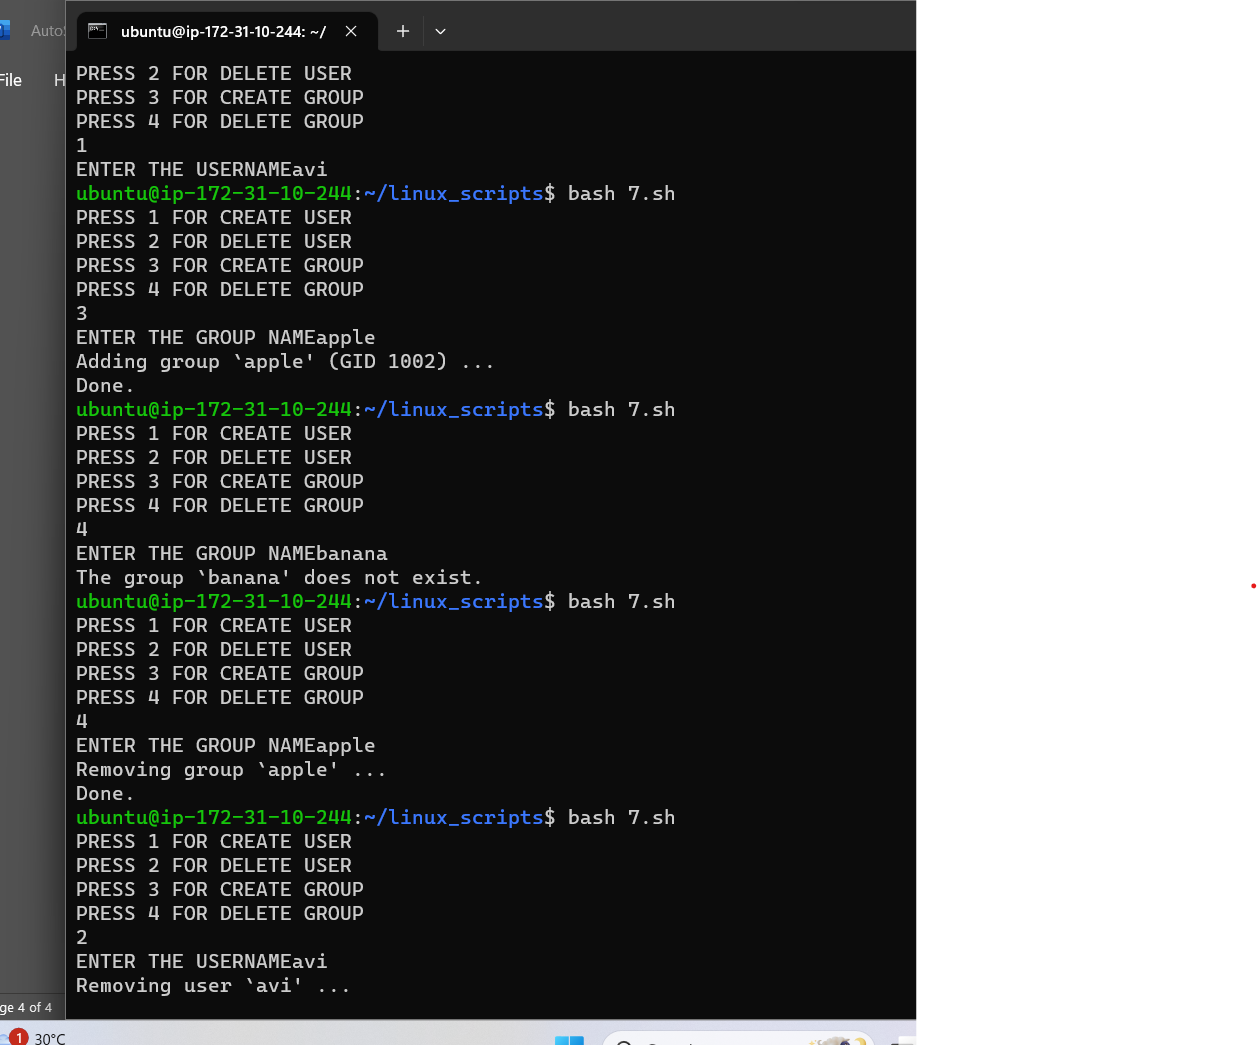 ubuntu@ip-172-31-10-244: ~/
File
PRESS 2 FOR DELETE USER
PRESS 3 FOR CREATE GROUP
PRESS 4 FOR DELETE GROUP
1
ENTER THE USERNAMEavi
ubuntu@ip-172-31-10-244:~/linux_scripts$ bash 7.sh
PRESS 1 FOR CREATE USER
PRESS 2 FOR DELETE USER
PRESS 3 FOR CREATE GROUP
PRESS 4 FOR DELETE GROUP
3
ENTER THE GROUP NAMEapple
Adding group `apple' (GID 1002) ...
Done.
ubuntu@ip-172-31-10-244:~/linux_scripts$ bash 7.sh
PRESS 1 FOR CREATE USER
PRESS 2 FOR DELETE USER
PRESS 3 FOR CREATE GROUP
PRESS 4 FOR DELETE GROUP
4
ENTER THE GROUP NAMEbanana
The group `banana' does not exist.
ubuntu@ip-172-31-10-244:~/linux_scripts$ bash 7.sh
PRESS 1 FOR CREATE USER
PRESS 2 FOR DELETE USER
PRESS 3 FOR CREATE GROUP
PRESS 4 FOR DELETE GROUP
4
ENTER THE GROUP NAMEapple
Removing group `apple' ...
Done.
ubuntu@ip-172-31-10-244:~/linux_scripts$ bash 7.sh
PRESS 1 FOR CREATE USER
PRESS 2 FOR DELETE USER
PRESS 3 FOR CREATE GROUP
PRESS 4 FOR DELETE GROUP
2
ENTER THE USERNAMEavi
Removing user `avi' ...
ge 4 of 4
1 30°C